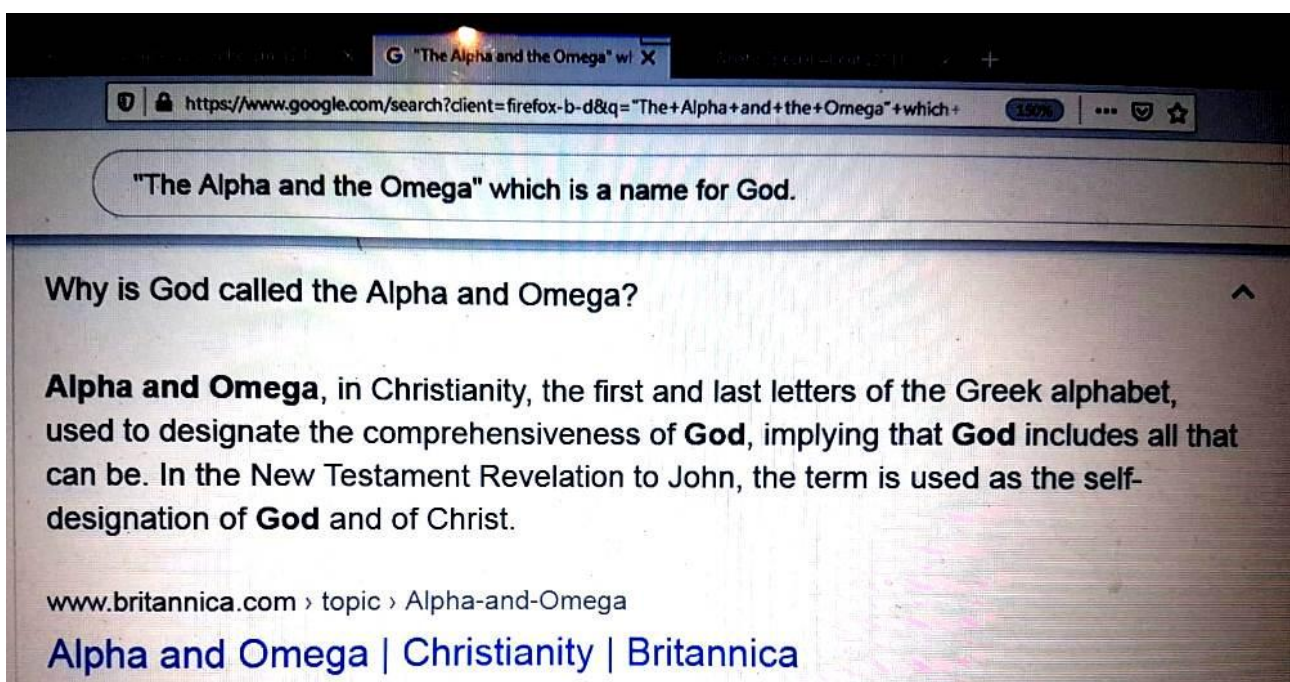 G "The Alpha and the Omega" wh X
https://www.google.com/search?client=firefox-b-d&q="The+Alpha+and+the+Omega"+which+ 150%
"The Alpha and the Omega" which is a name for God.
Why is God called the Alpha and Omega?
Alpha and Omega, in Christianity, the first and last letters of the Greek alphabet,
used to designate the comprehensiveness of God, implying that God includes all that
can be. In the New Testament Revelation to John, the term is used as the self-
designation of God and of Christ.
www.britannica.com › topic › Alpha-and-Omega
Alpha and Omega | Christianity | Britannica